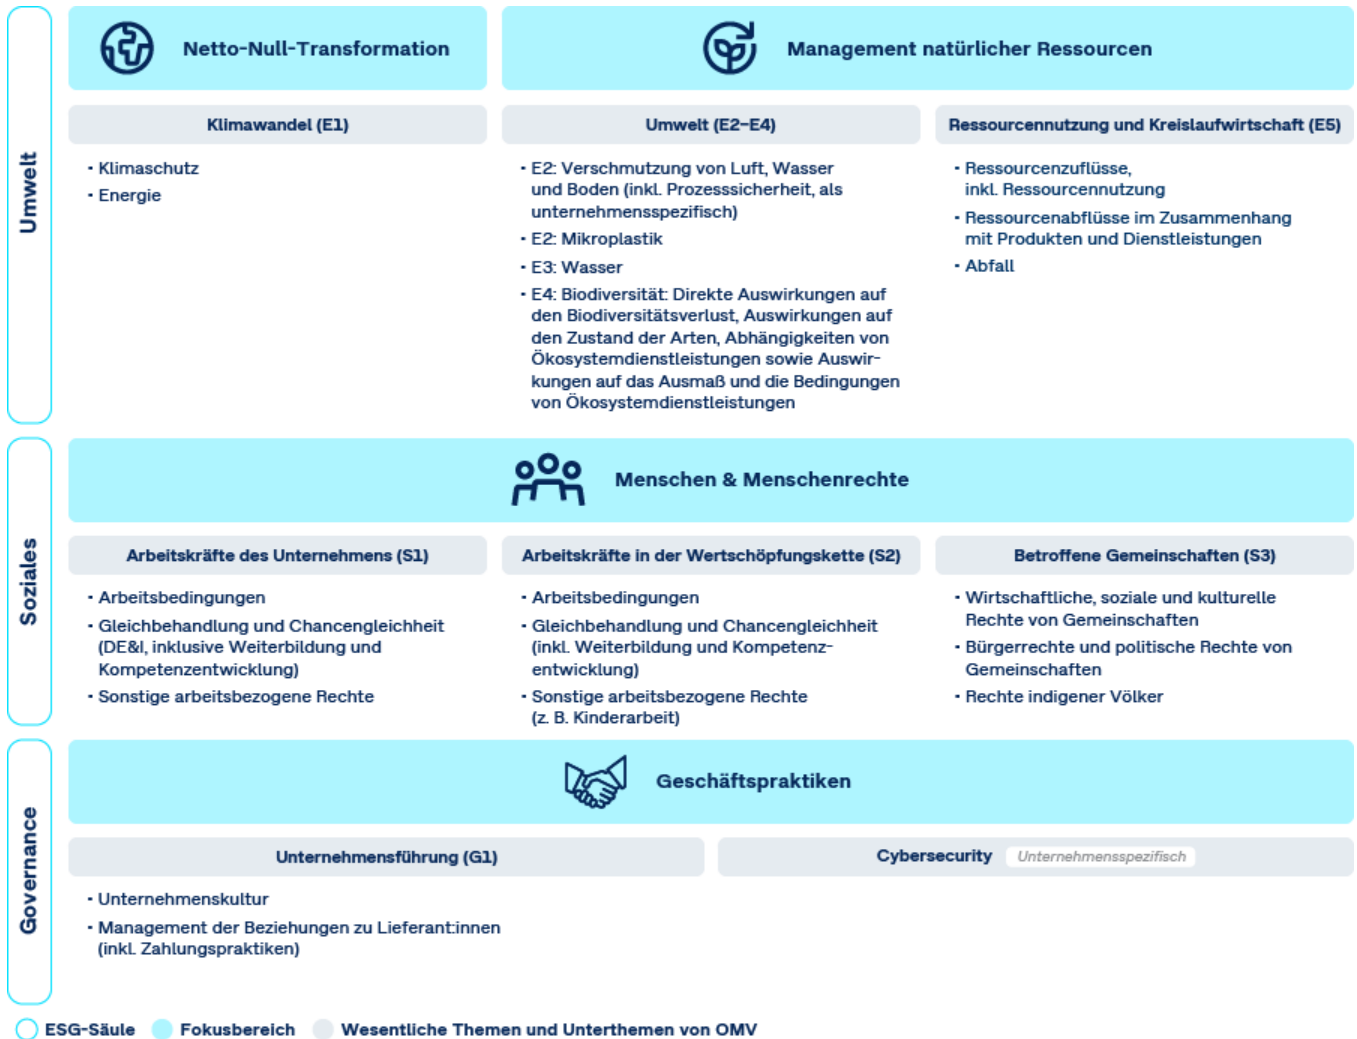 Umwelt
Netto-Null-Transformation
Management natürlicher Ressourcen
Klimawandel (E1)
· Klimaschutz
· Energie
Umwelt (E2–E4)
· E2: Verschmutzung von Luft, Wasser
und Boden (inkl. Prozesssicherheit, als
unternehmensspezifisch)
· E2: Mikroplastik
· E3: Wasser
· E4: Biodiversität: Direkte Auswirkungen auf
den Biodiversitätsverlust, Auswirkungen auf
den Zustand der Arten, Abhängigkeiten von
Ökosystemdienstleistungen sowie Auswir-
kungen auf das Ausmaß und die Bedingungen
von Ökosystemdienstleistungen
Ressourcennutzung und Kreislaufwirtschaft (E5)
· Ressourcenzuflüsse,
inkl. Ressourcennutzung
· Ressourcenabflüsse im Zusammenhang
mit Produkten und Dienstleistungen
· Abfall
Soziales
Menschen & Menschenrechte
Arbeitskräfte des Unternehmens (S1)
· Arbeitsbedingungen
· Gleichbehandlung und Chancengleichheit
(DE&I, inklusive Weiterbildung und
Kompetenzentwicklung)
· Sonstige arbeitsbezogene Rechte
Arbeitskräfte in der Wertschöpfungskette (S2)
· Arbeitsbedingungen
· Gleichbehandlung und Chancengleichheit
(inkl. Weiterbildung und Kompetenz-
entwicklung)
· Sonstige arbeitsbezogene Rechte
(z. B. Kinderarbeit)
Betroffene Gemeinschaften (S3)
· Wirtschaftliche, soziale und kulturelle
Rechte von Gemeinschaften
· Bürgerrechte und politische Rechte von
Gemeinschaften
· Rechte indigener Völker
Governance
Geschäftspraktiken
Unternehmensführung (G1)
· Unternehmenskultur
· Management der Beziehungen zu Lieferant:innen
(inkl. Zahlungspraktiken)
Cybersecurity Unternehmensspezifisch
ESG-Säule Fokusbereich Wesentliche Themen und Unterthemen von OMV